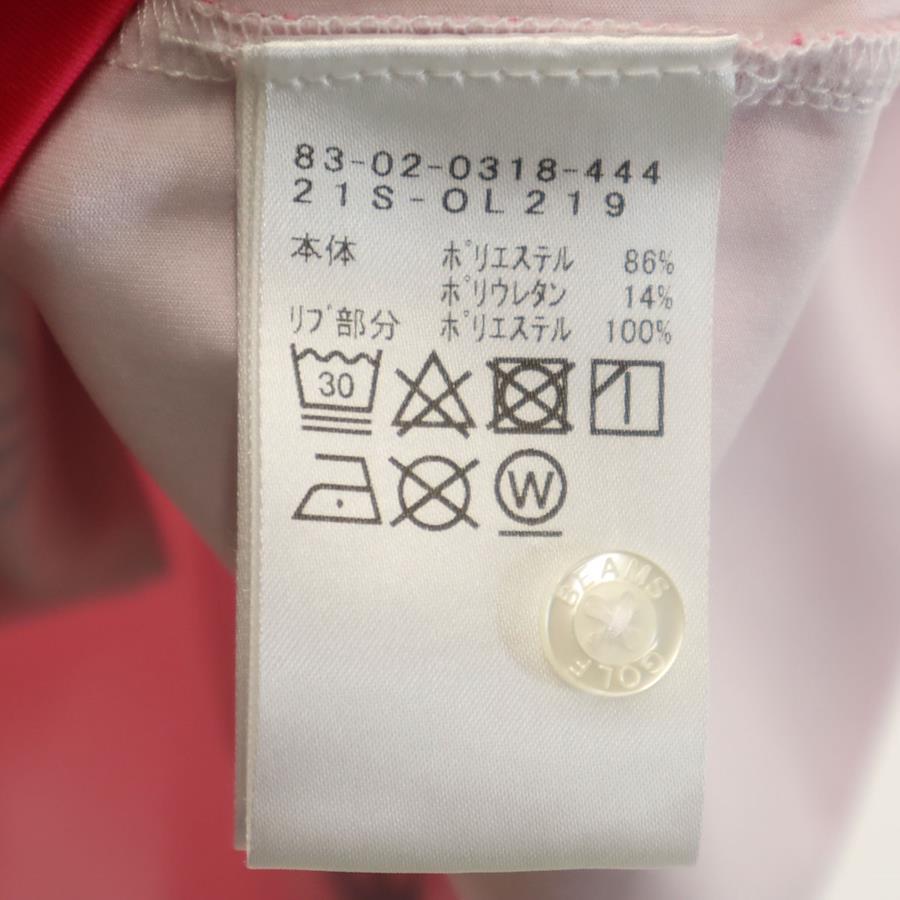 83-02-0318-444
21S-OL219
本体 ポリエステル 86%
ポリウレタン 14%
リブ部分 ポリエステル 100%
30
W
BEAMS
GOLF